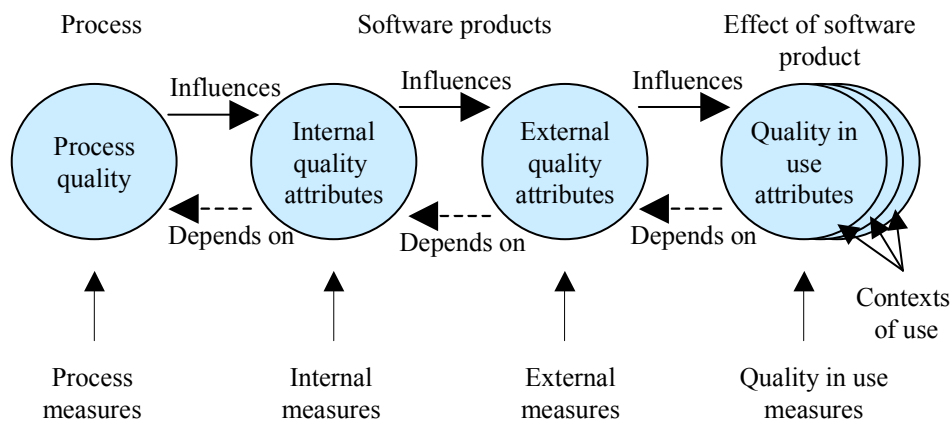 Process
Software products
Effect of software
product
Influences
Influences
Influences
Process
quality
Internal
quality
attributes
External
quality
attributes
Quality in
use
attributes
Depends on
Depends on
Depends on
Contexts
of use
Process
measures
Internal
measures
External
measures
Quality in use
measures